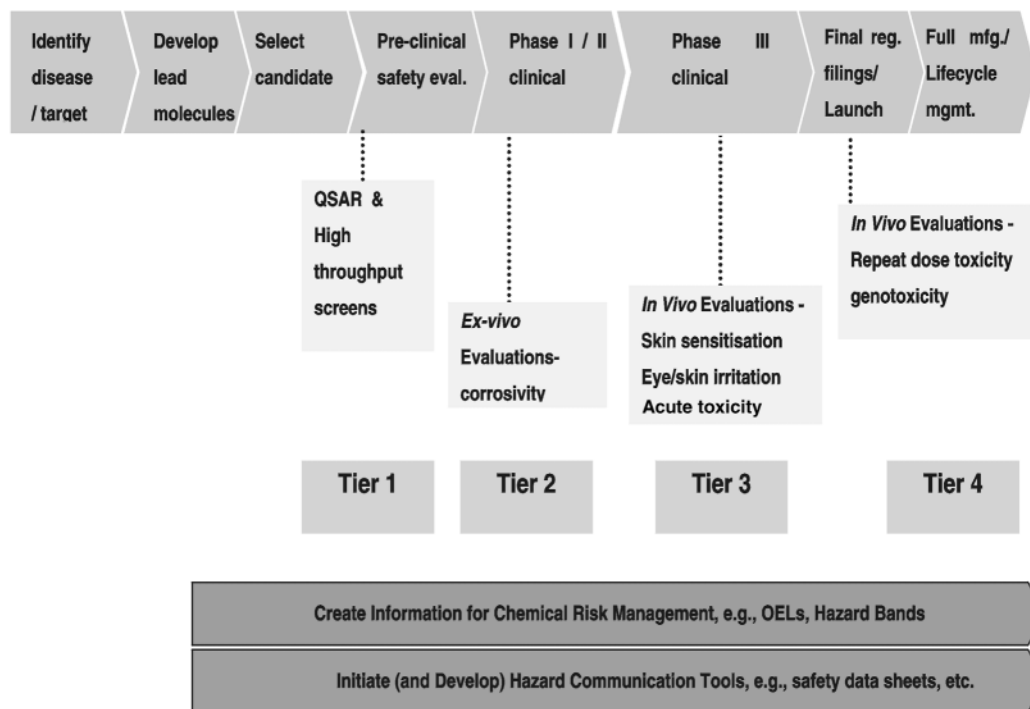 Identify
disease
/ target
Develop
lead
molecules
Select
candidate
Pre-clinical
safety eval.
Phase I / II
clinical
Phase III
clinical
Final reg.
filings/
Launch
Full mfg./
Lifecycle
mgmt.
QSAR &
High
throughput
screens
Ex-vivo
Evaluations-
corrosivity
In Vivo Evaluations -
Skin sensitisation
Eye/skin irritation
Acute toxicity
In Vivo Evaluations -
Repeat dose toxicity
genotoxicity
Tier 1
Tier 2
Tier 3
Tier 4
Create Information for Chemical Risk Management, e.g., OELs, Hazard Bands
Initiate (and Develop) Hazard Communication Tools, e.g., safety data sheets, etc.